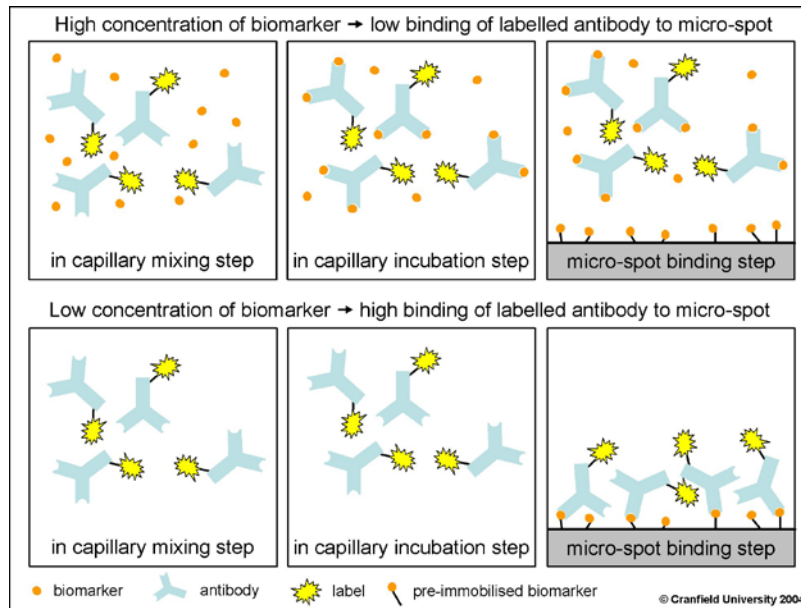 High concentration of biomarker → low binding of labelled antibody to micro-spot
in capillary mixing step
in capillary incubation step
micro-spot binding step
Low concentration of biomarker → high binding of labelled antibody to micro-spot
in capillary mixing step
in capillary incubation step
micro-spot binding step
biomarker antibody label pre-immobilised biomarker
© Cranfield University 2004